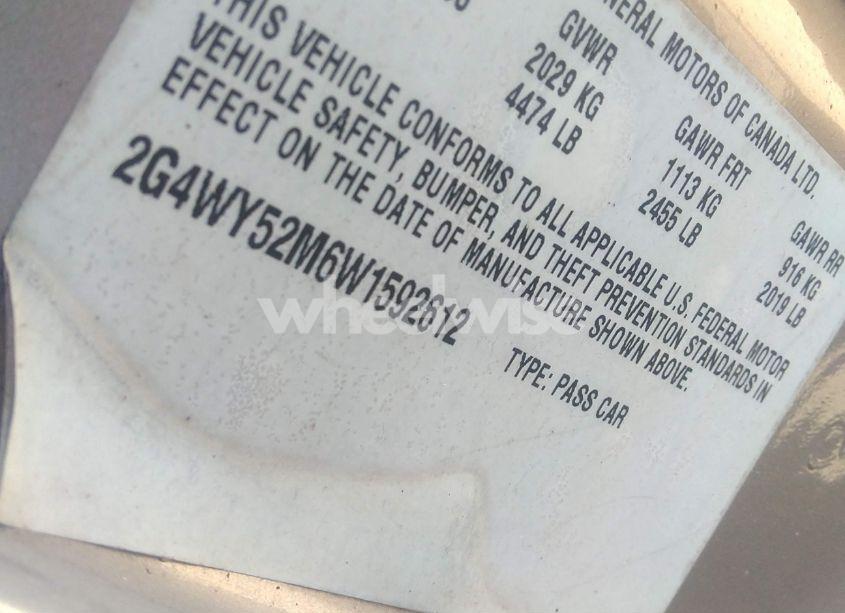 GENERAL MOTORS OF CANADA LTD.
GVWR GAWR FRT GAWR RR
2029 KG 1113 KG 916 KG
4474 LB 2455 LB 2019 LB
THIS VEHICLE CONFORMS TO ALL APPLICABLE U.S. FEDERAL MOTOR
VEHICLE SAFETY, BUMPER, AND THEFT PREVENTION STANDARDS IN
EFFECT ON THE DATE OF MANUFACTURE SHOWN ABOVE.
2G4WY52M6W1592612
TYPE: PASS CAR
wheelwise